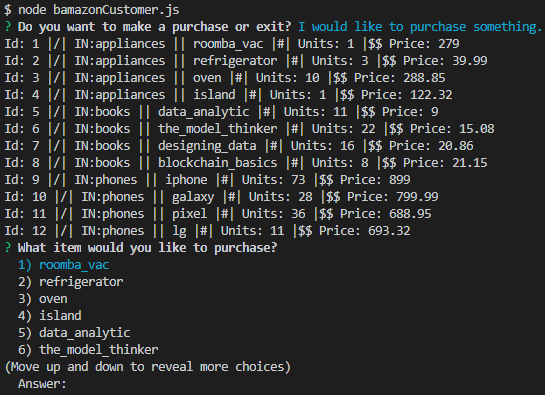 $ node bamazonCustomer.js
? Do you want to make a purchase or exit? I would like to purchase something.
Id: 1 |/| IN:appliances || roomba_vac |#| Units: 1 |$$ Price: 279
Id: 2 |/| IN:appliances || refrigerator |#| Units: 3 |$$ Price: 39.99
Id: 3 |/| IN:appliances || oven |#| Units: 10 |$$ Price: 288.85
Id: 4 |/| IN:appliances || island |#| Units: 1 |$$ Price: 122.32
Id: 5 |/| IN:books || data_analytic |#| Units: 11 |$$ Price: 9
Id: 6 |/| IN:books || the_model_thinker |#| Units: 22 |$$ Price: 15.08
Id: 7 |/| IN:books || designing_data |#| Units: 16 |$$ Price: 20.86
Id: 8 |/| IN:books || blockchain_basics |#| Units: 8 |$$ Price: 21.15
Id: 9 |/| IN:phones || iphone |#| Units: 73 |$$ Price: 899
Id: 10 |/| IN:phones || galaxy |#| Units: 28 |$$ Price: 799.99
Id: 11 |/| IN:phones || pixel |#| Units: 36 |$$ Price: 688.95
Id: 12 |/| IN:phones || lg |#| Units: 11 |$$ Price: 693.32
? What item would you like to purchase?
1) roomba_vac
2) refrigerator
3) oven
4) island
5) data_analytic
6) the_model_thinker
(Move up and down to reveal more choices)
Answer: